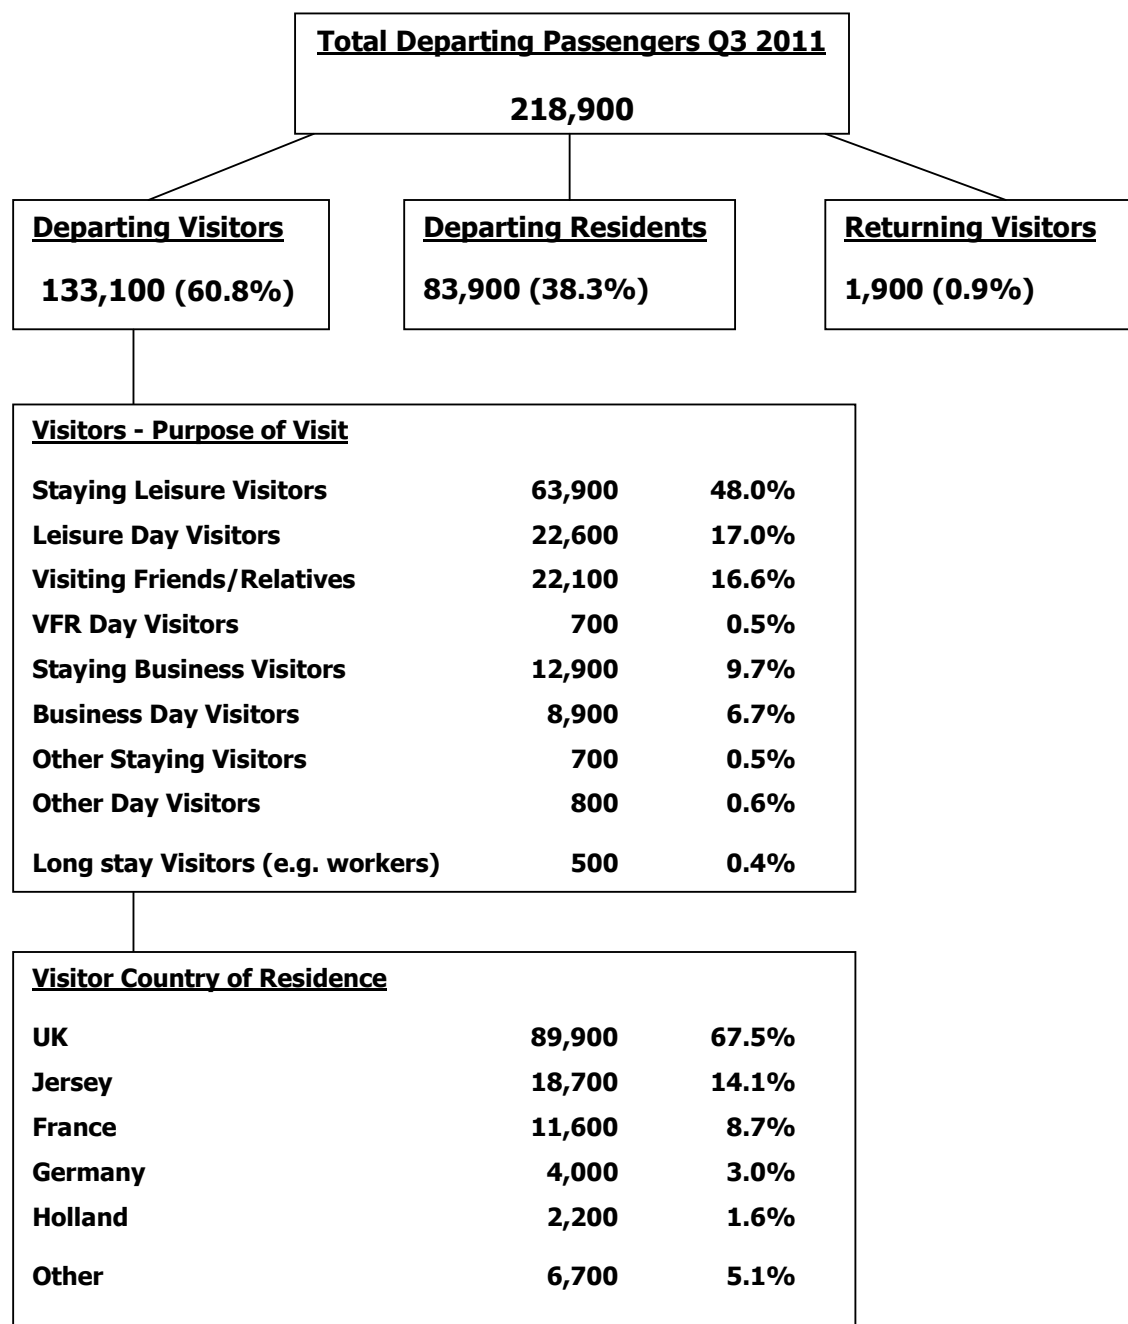 Total Departing Passengers Q3 2011
218,900
Departing Visitors
133,100 (60.8%)
Departing Residents
83,900 (38.3%)
Returning Visitors
1,900 (0.9%)
Visitors - Purpose of Visit
Staying Leisure Visitors 63,900 48.0%
Leisure Day Visitors 22,600 17.0%
Visiting Friends/Relatives 22,100 16.6%
VFR Day Visitors 700 0.5%
Staying Business Visitors 12,900 9.7%
Business Day Visitors 8,900 6.7%
Other Staying Visitors 700 0.5%
Other Day Visitors 800 0.6%
Long stay Visitors (e.g. workers) 500 0.4%
Visitor Country of Residence
UK 89,900 67.5%
Jersey 18,700 14.1%
France 11,600 8.7%
Germany 4,000 3.0%
Holland 2,200 1.6%
Other 6,700 5.1%